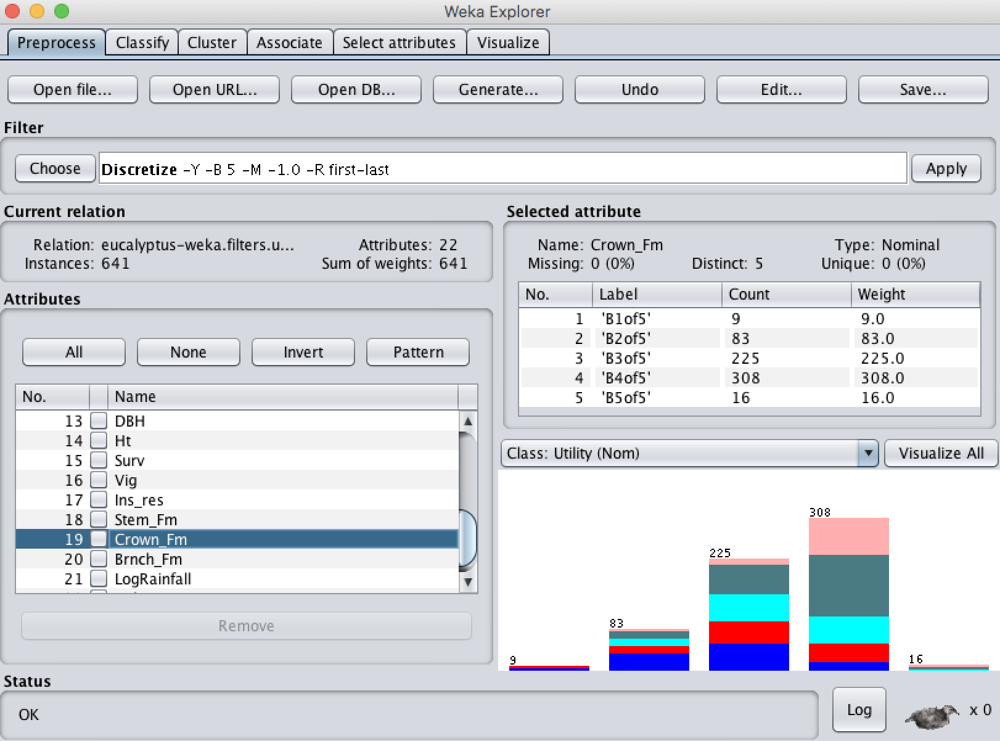 Weka Explorer
Preprocess Classify Cluster Associate Select attributes Visualize
Open file... Open URL... Open DB... Generate... Undo Edit... Save...
Filter
Choose Discretize -Y -B 5 -M -1.0 -R first-last Apply
Current relation
Relation: eucalyptus-weka.filters.u... Attributes: 22
Instances: 641 Sum of weights: 641
Attributes
All None Invert Pattern
No. Name
13 DBH
14 Ht
15 Surv
16 Vig
17 Ins_res
18 Stem_Fm
19 Crown_Fm
20 Brnch_Fm
21 LogRainfall
Remove
Selected attribute
Name: Crown_Fm Type: Nominal
Missing: 0 (0%) Distinct: 5 Unique: 0 (0%)
No. Label Count Weight
1 'B1of5' 9 9.0
2 'B2of5' 83 83.0
3 'B3of5' 225 225.0
4 'B4of5' 308 308.0
5 'B5of5' 16 16.0
Class: Utility (Nom) Visualize All
308
225
83
9
16
Status
OK
Log x 0